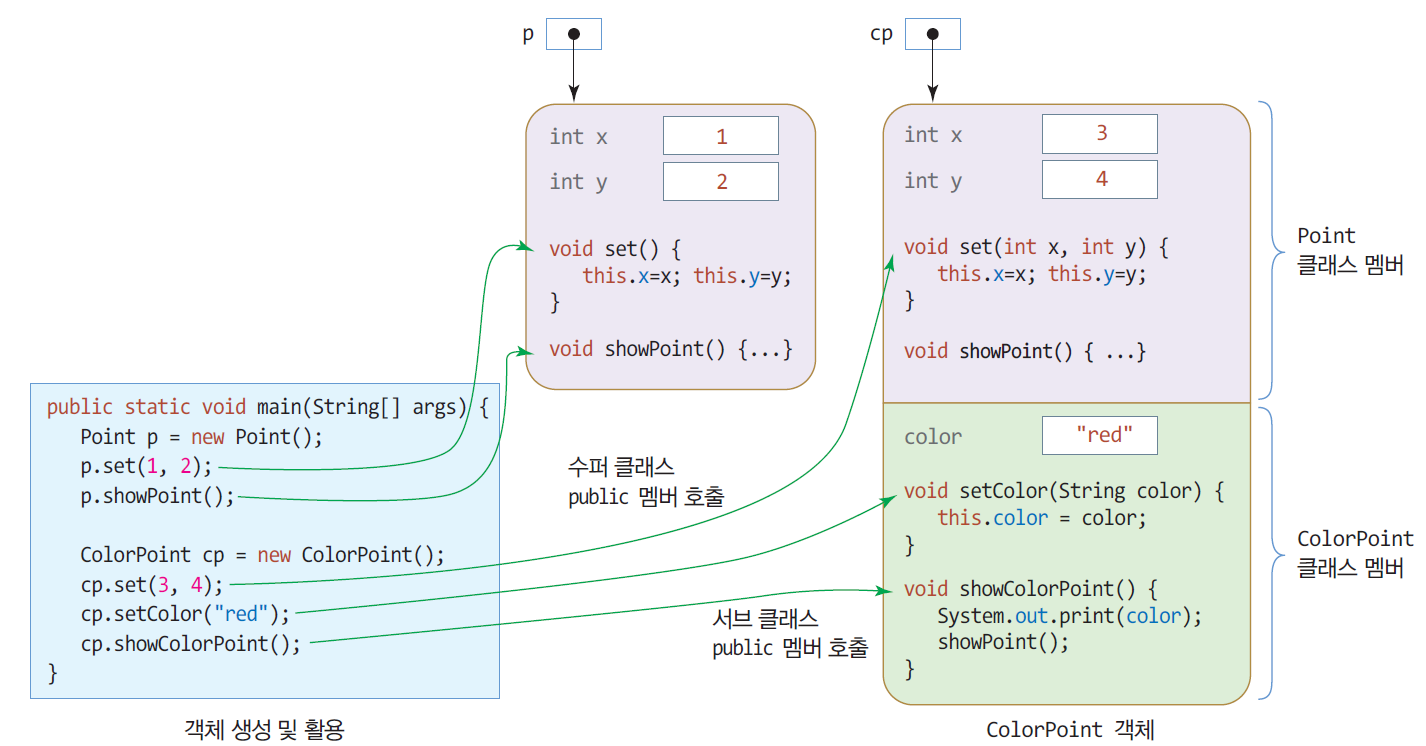 p
cp
int x 1
int y 2
void set() {
this.x=x; this.y=y;
}
void showPoint() {...}
int x 3
int y 4
void set(int x, int y) {
this.x=x; this.y=y;
}
void showPoint() { ...}
Point
클래스 멤버
public static void main(String[] args) {
Point p = new Point();
p.set(1, 2);
p.showPoint();
ColorPoint cp = new ColorPoint();
cp.set(3, 4);
cp.setColor("red");
cp.showColorPoint();
}
수퍼 클래스
public 멤버 호출
서브 클래스
public 멤버 호출
color "red"
void setColor(String color) {
this.color = color;
}
void showColorPoint() {
System.out.print(color);
showPoint();
}
ColorPoint
클래스 멤버
객체 생성 및 활용
ColorPoint 객체